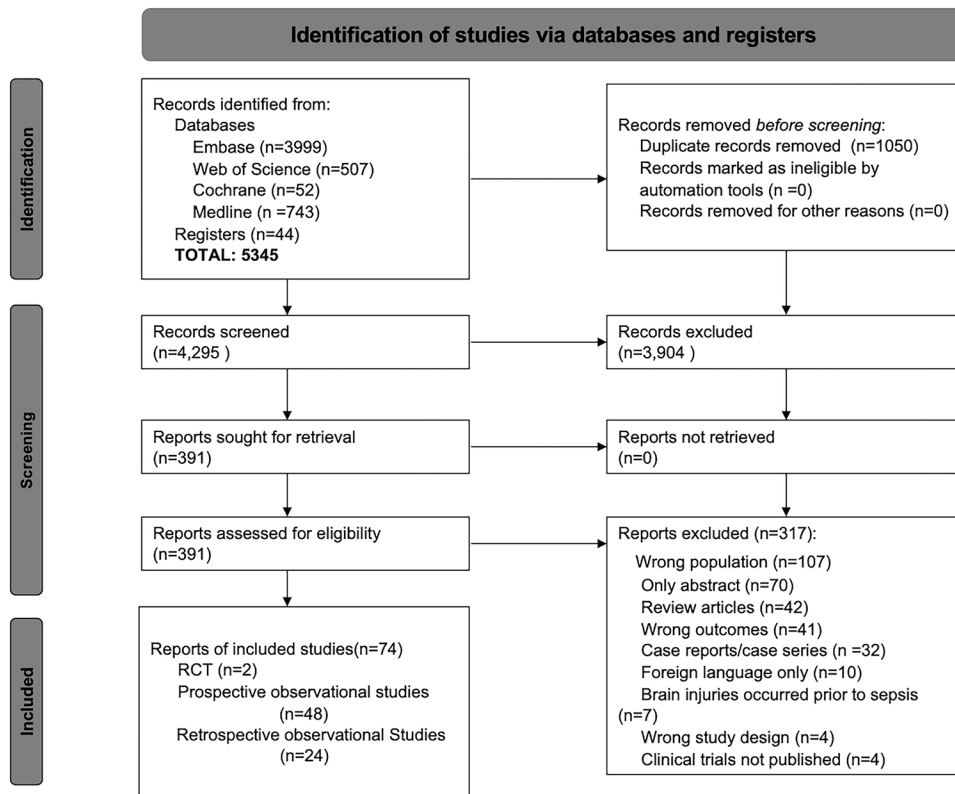 Identification of studies via databases and registers
Identification
Records identified from:
Databases
Embase (n=3999)
Web of Science (n=507)
Cochrane (n=52)
Medline (n =743)
Registers (n=44)
TOTAL: 5345
Records removed before screening:
Duplicate records removed (n=1050)
Records marked as ineligible by
automation tools (n =0)
Records removed for other reasons (n=0)
Screening
Records screened
(n=4,295 )
Records excluded
(n=3,904 )
Reports sought for retrieval
(n=391)
Reports not retrieved
(n=0)
Reports assessed for eligibility
(n=391)
Reports excluded (n=317):
Wrong population (n=107)
Only abstract (n=70)
Review articles (n=42)
Wrong outcomes (n=41)
Case reports/case series (n =32)
Foreign language only (n=10)
Brain injuries occurred prior to sepsis
(n=7)
Wrong study design (n=4)
Clinical trials not published (n=4)
Included
Reports of included studies(n=74)
RCT (n=2)
Prospective observational studies
(n=48)
Retrospective observational Studies
(n=24)